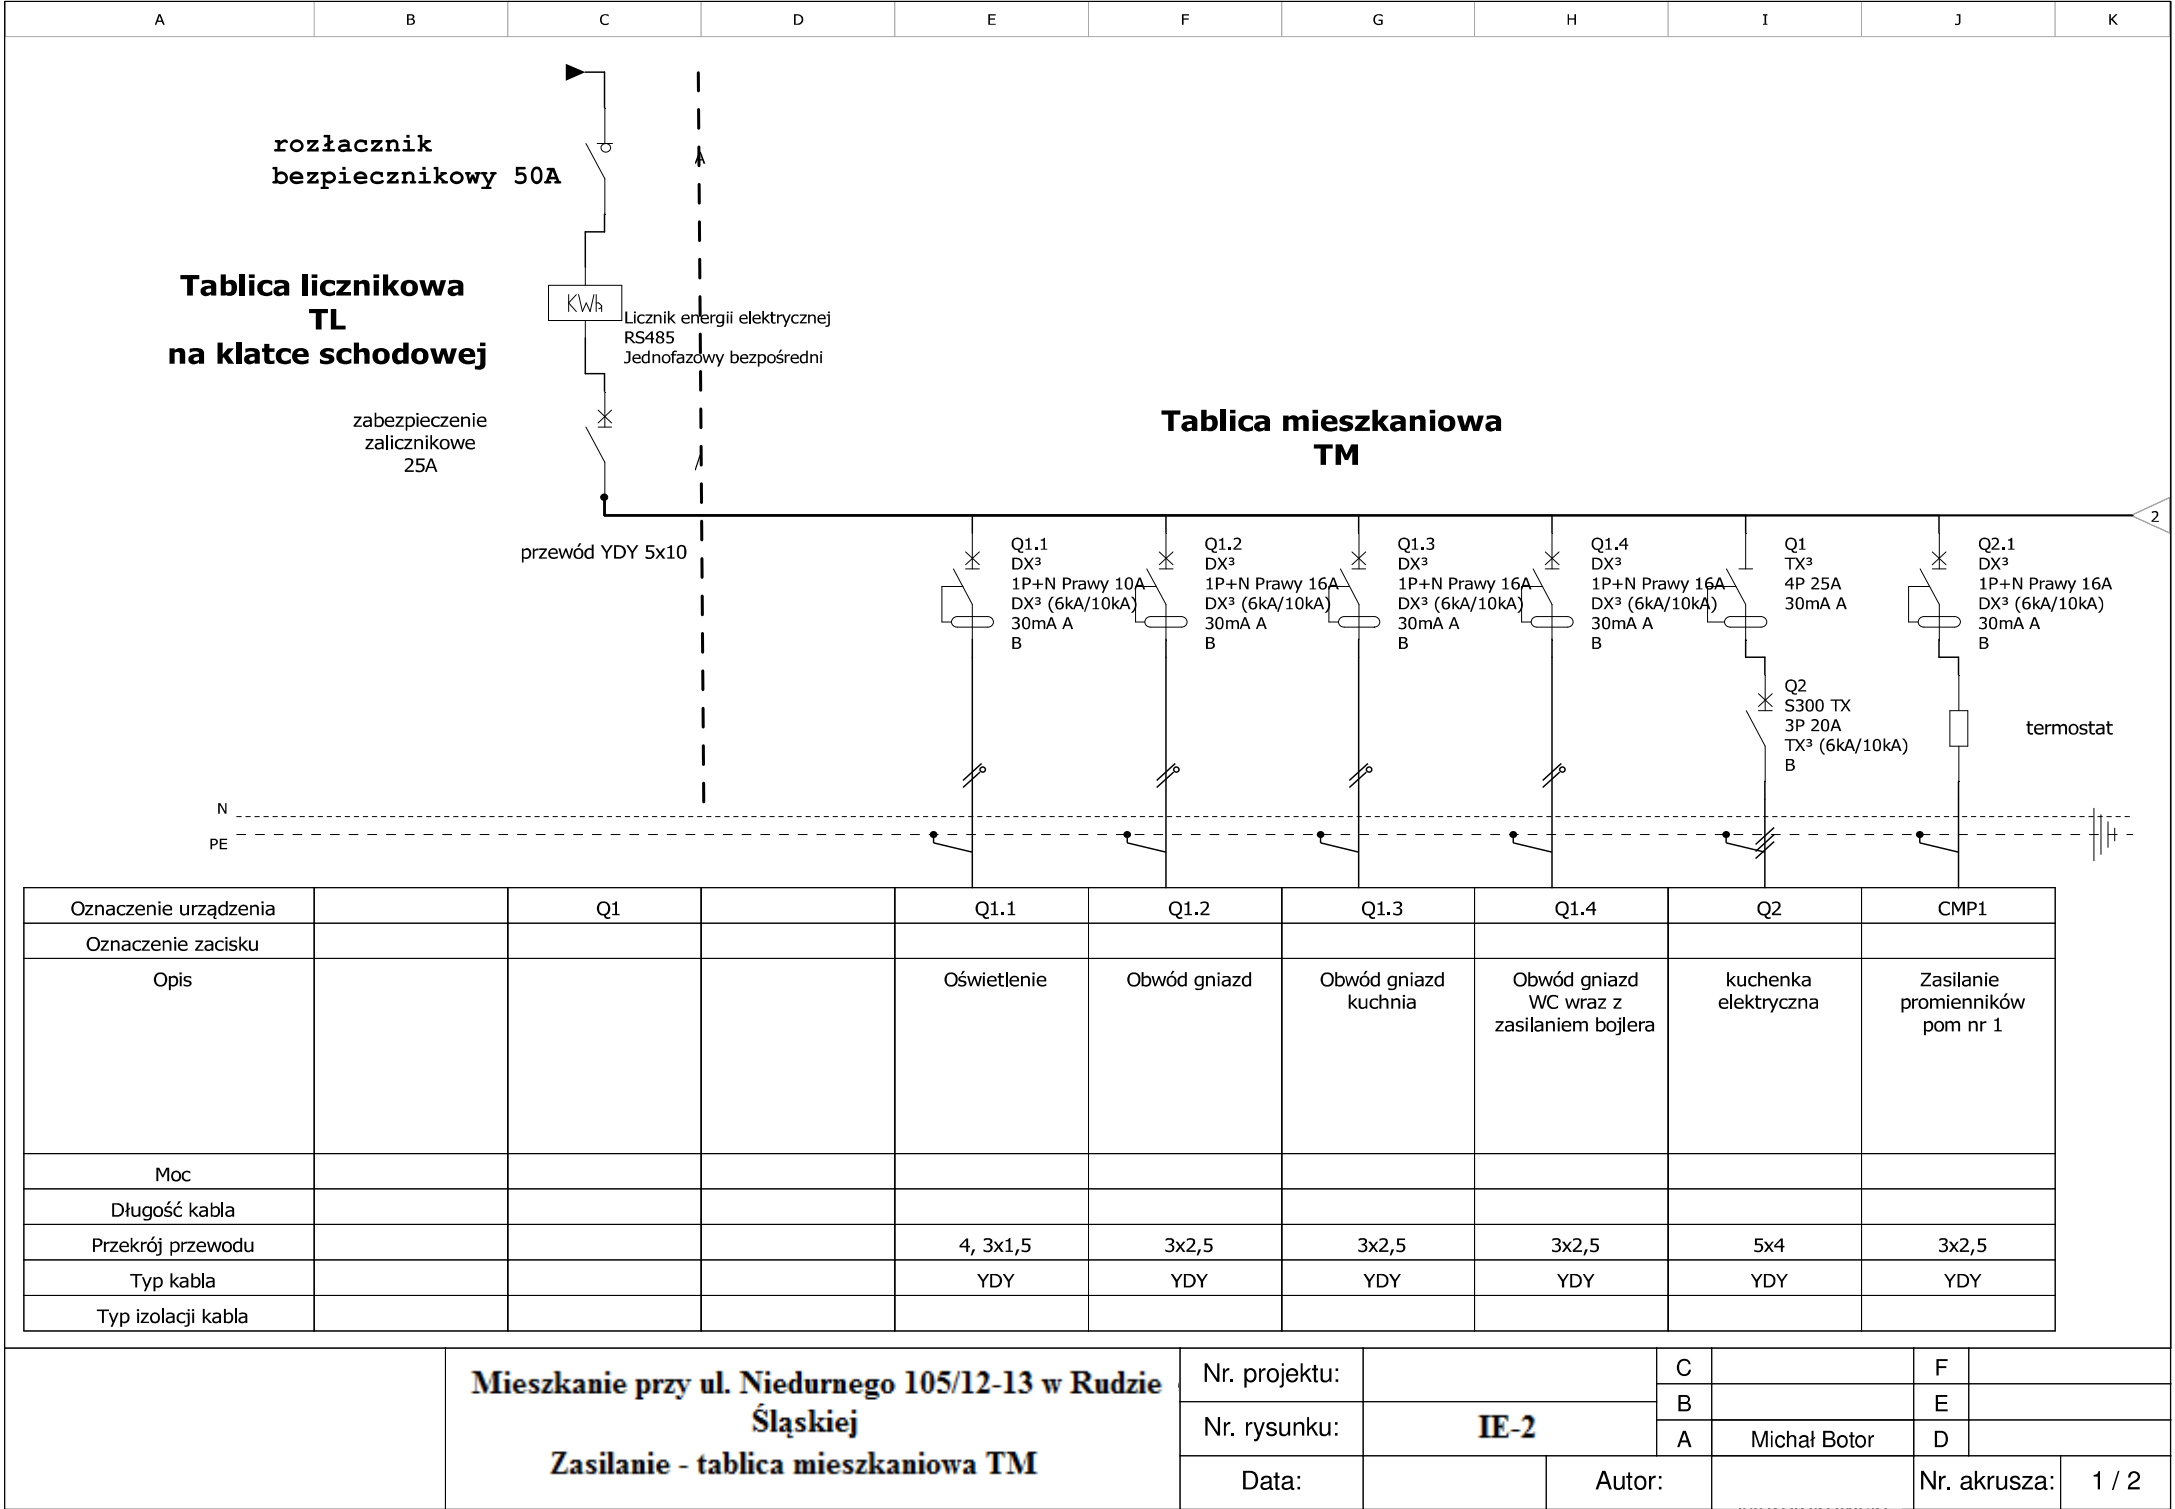 A B C D E F G H I J K
rozłacznik
bezpiecznikowy 50A
Tablica licznikowa
TL
na klatce schodowej
KWh
Licznik energii elektrycznej
RS485
Jednofazowy bezpośredni
zabezpieczenie
zalicznikowe
25A
Tablica mieszkaniowa
TM
2
przewód YDY 5x10
Q1.1
DX³
1P+N Prawy 10A
DX³ (6kA/10kA)
30mA A
B
Q1.2
DX³
1P+N Prawy 16A
DX³ (6kA/10kA)
30mA A
B
Q1.3
DX³
1P+N Prawy 16A
DX³ (6kA/10kA)
30mA A
B
Q1.4
DX³
1P+N Prawy 16A
DX³ (6kA/10kA)
30mA A
B
Q1
TX³
4P 25A
30mA A
Q2
S300 TX
3P 20A
TX³ (6kA/10kA)
B
Q2.1
DX³
1P+N Prawy 16A
DX³ (6kA/10kA)
30mA A
B
termostat
N
PE
Oznaczenie urządzenia Q1 Q1.1 Q1.2 Q1.3 Q1.4 Q2 CMP1
Oznaczenie zacisku
Opis
Oświetlenie
Obwód gniazd
Obwód gniazd
kuchnia
Obwód gniazd
WC wraz z
zasilaniem bojlera
kuchenka
elektryczna
Zasilanie
promienników
pom nr 1
Moc
Długość kabla
Przekrój przewodu 4, 3x1,5 3x2,5 3x2,5 3x2,5 5x4 3x2,5
Typ kabla YDY YDY YDY YDY YDY YDY
Typ izolacji kabla
Mieszkanie przy ul. Niedurnego 105/12-13 w Rudzie
Śląskiej
Zasilanie - tablica mieszkaniowa TM
Nr. projektu:
Nr. rysunku: IE-2
Data:
Autor:
C F
B E
A Michał Botor D
Nr. akrusza: 1 / 2